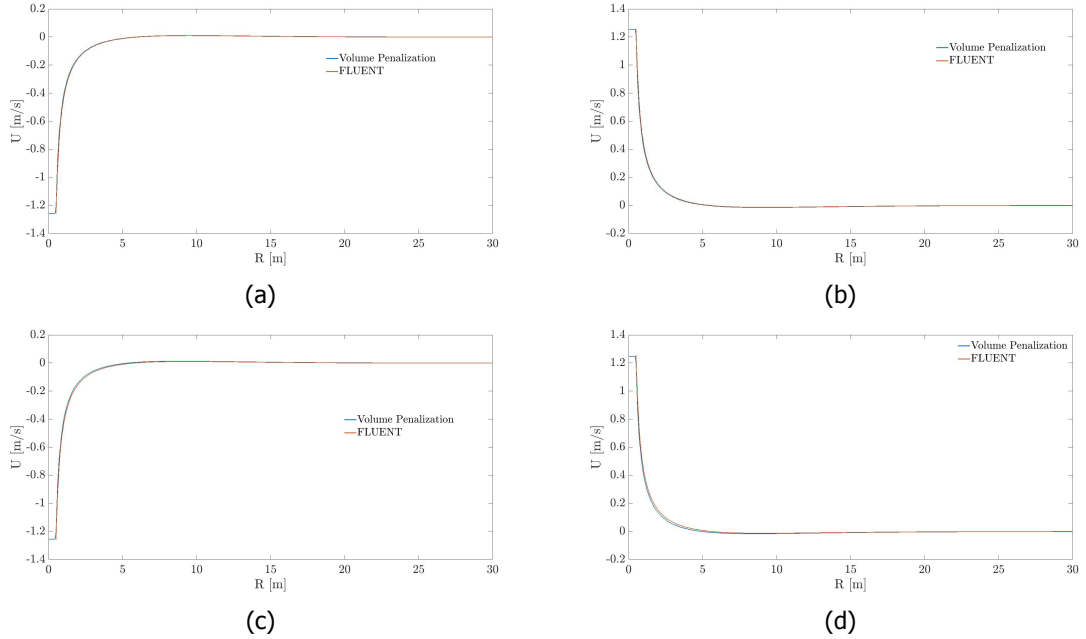 0.2
0
-0.2
-0.4
-0.6
-0.8
-1
-1.2
-1.4
U [m/s]
Volume Penalization
FLUENT
0 5 10 15 20 25 30
R [m]
(a)
1.4
1.2
1
0.8
0.6
0.4
0.2
0
-0.2
U [m/s]
Volume Penalization
FLUENT
0 5 10 15 20 25 30
R [m]
(b)
0.2
0
-0.2
-0.4
-0.6
-0.8
-1
-1.2
-1.4
U [m/s]
Volume Penalization
FLUENT
0 5 10 15 20 25 30
R [m]
(c)
1.4
1.2
1
0.8
0.6
0.4
0.2
0
-0.2
U [m/s]
Volume Penalization
FLUENT
0 5 10 15 20 25 30
R [m]
(d)